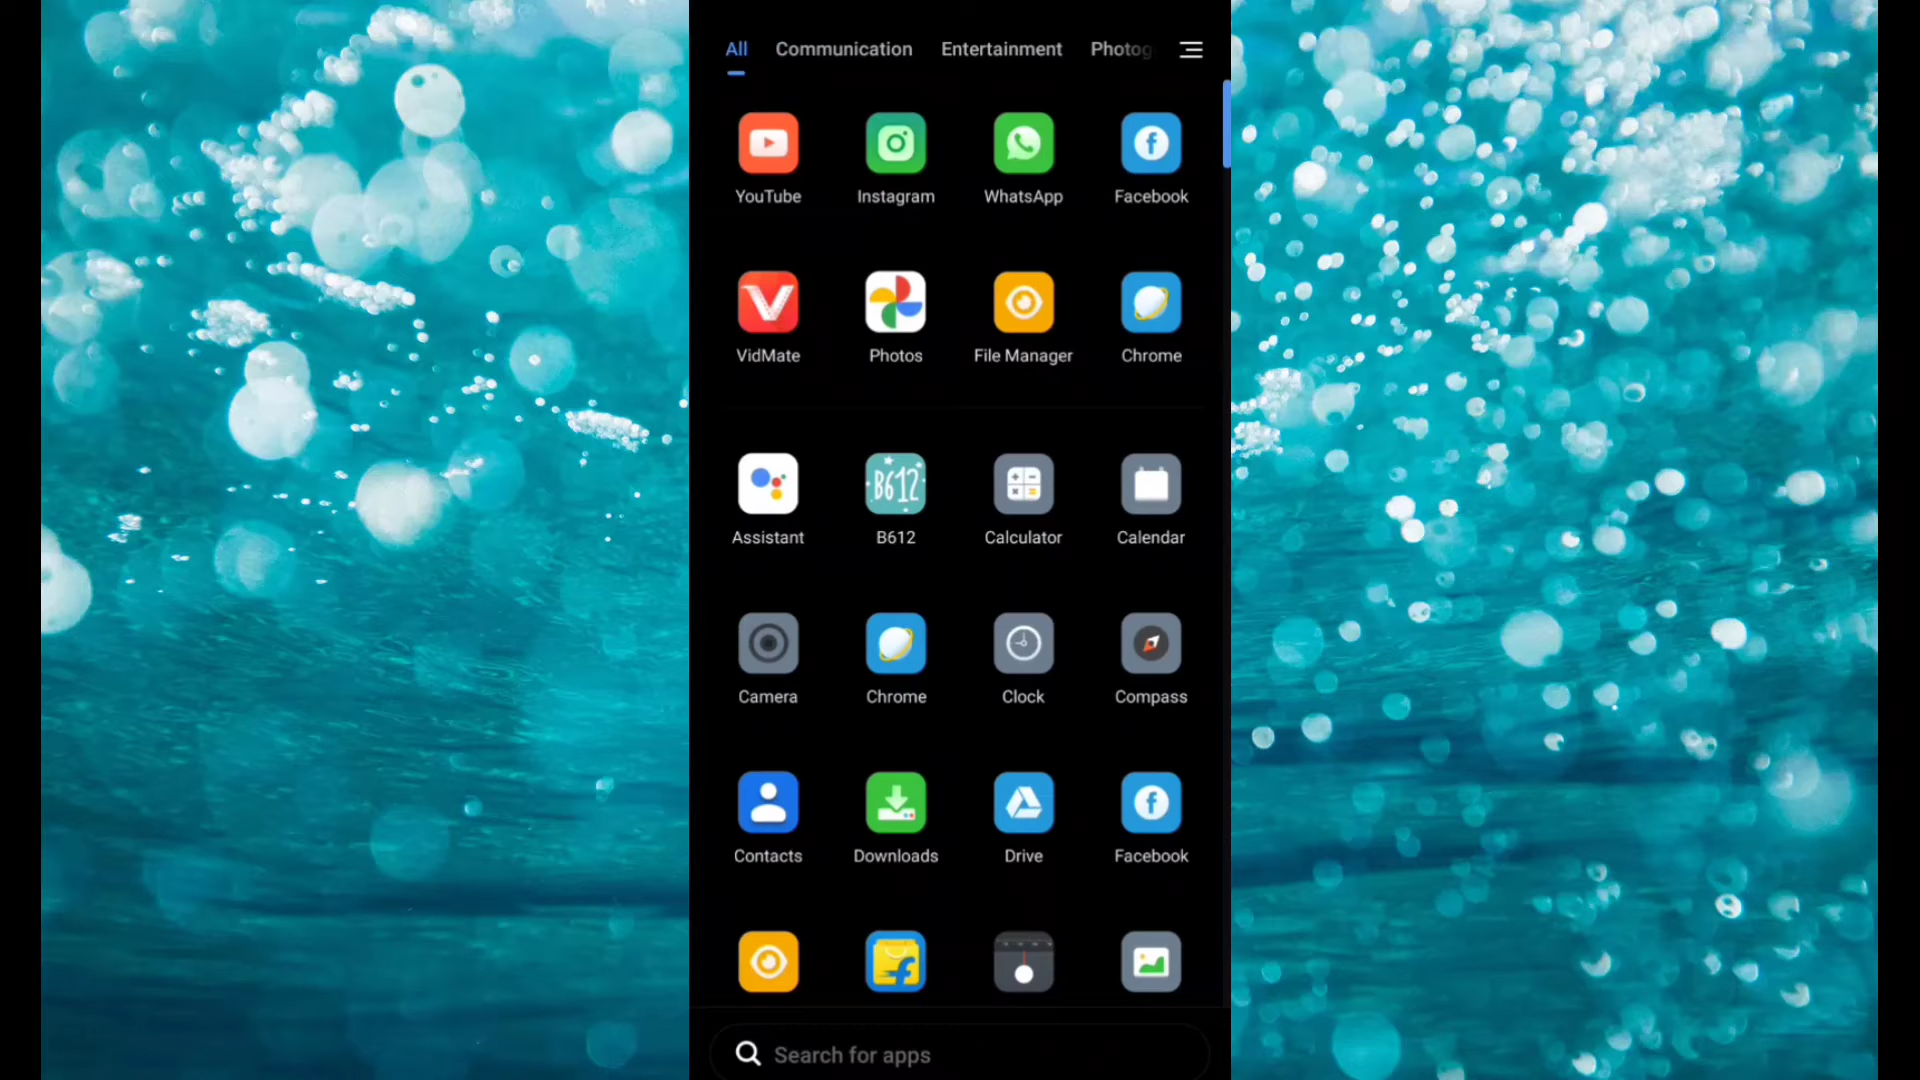 All Communication Entertainment Photog
YouTube Instagram WhatsApp Facebook
VidMate Photos File Manager Chrome
B612
Assistant B612 Calculator Calendar
Camera Chrome Clock Compass
Contacts Downloads Drive Facebook
Search for apps